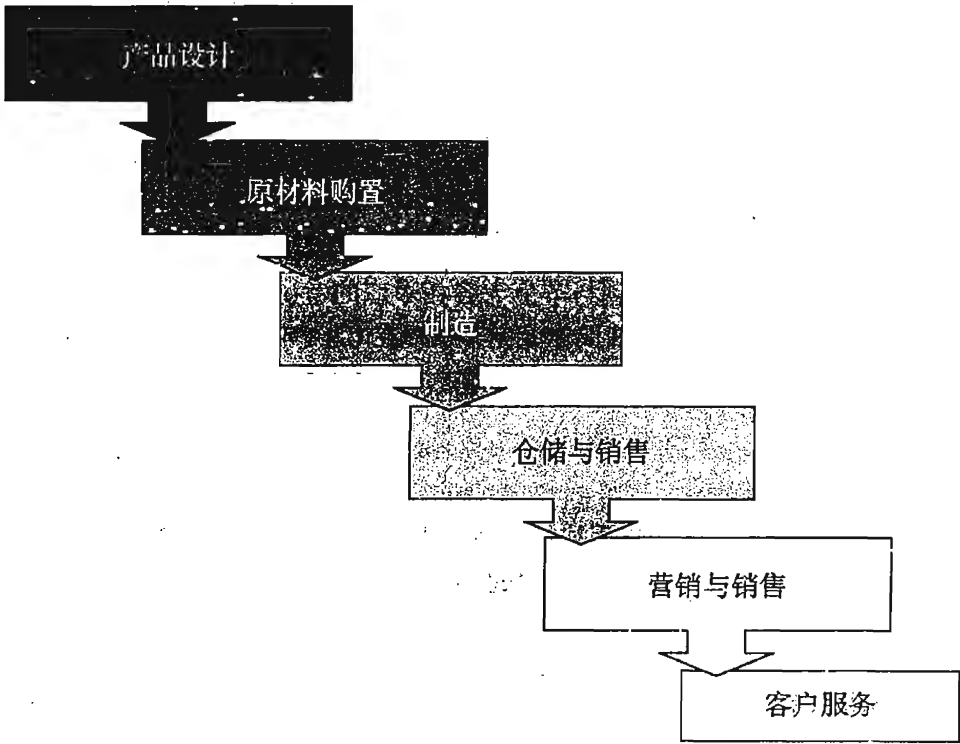 产品设计
原材料购置
制造
仓储与销售
营销与销售
客户服务